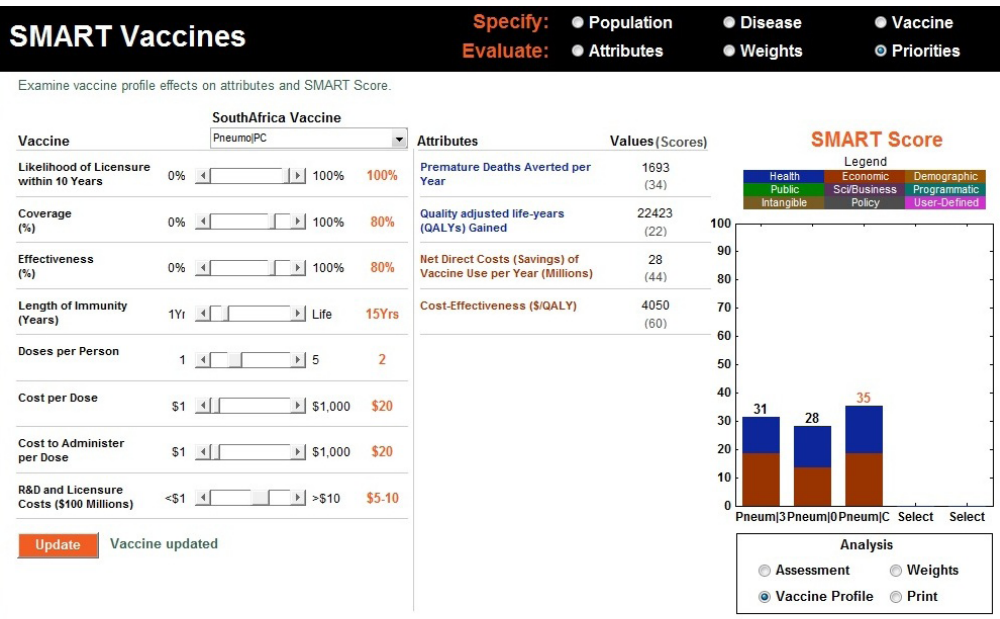 SMART Vaccines
Specify: Population Disease Vaccine
Evaluate: Attributes Weights Priorities
Examine vaccine profile effects on attributes and SMART Score.
SouthAfrica Vaccine
Vaccine Pneumo|PC
Likelihood of Licensure
within 10 Years 0% 100% 100%
Coverage
(%) 0% 100% 80%
Effectiveness
(%) 0% 100% 80%
Length of Immunity
(Years) 1Yr Life 15Yrs
Doses per Person
1 5 2
Cost per Dose
$1 $1,000 $20
Cost to Administer
per Dose $1 $1,000 $20
R&D and Licensure
Costs ($100 Millions) <$1 >$10 $5-10
Update Vaccine updated
Attributes Values (Scores)
Premature Deaths Averted per
Year 1693
(34)
Quality adjusted life-years
(QALYs) Gained 22423
(22)
Net Direct Costs (Savings) of
Vaccine Use per Year (Millions) 28
(44)
Cost-Effectiveness ($/QALY) 4050
(60)
SMART Score
Legend
Health Economic Demographic
Public Sci/Business Programmatic
Intangible Policy User-Defined
100
90
80
70
60
50
40
30
20
10
0
31 28 35
Pneum|3 Pneum|0 Pneum|C Select Select
Analysis
Assessment Weights
Vaccine Profile Print